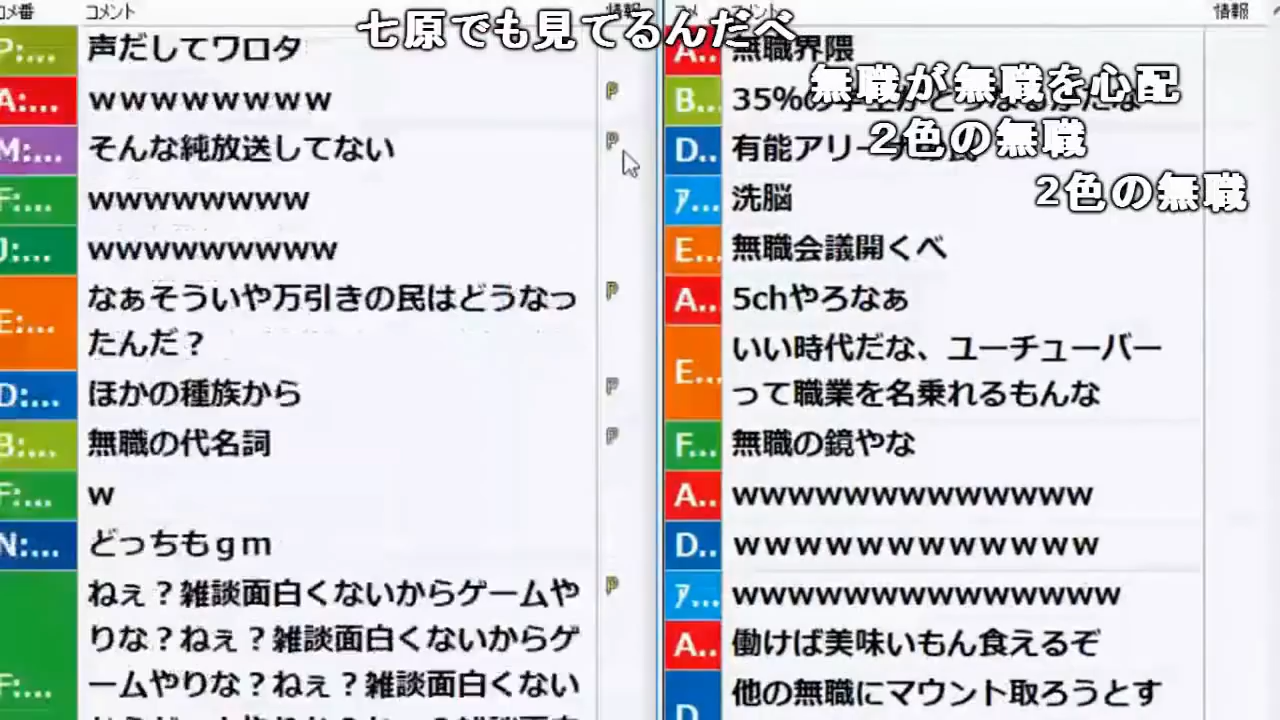 コメ番 コメント 情報
七原でも見てるんだべ
P:... 声だしてワロタ
A:... ｗｗｗｗｗｗｗｗｗ P
M:... そんな純放送してない P
F:... wwwwwwwww
J:... wwwwwwwwww
E:... なぁそういや万引きの民はどうなっ P
たんだ？
D:... ほかの種族から P
B:... 無職の代名詞 P
F:... w
N:... どっちもｇｍ
ねぇ？雑談面白くないからゲームや P
りな？ねぇ？雑談面白くないからゲ
F:... ームやりな？ねぇ？雑談面白くない
コメ コメント 情報
A.. 無職界隈
無職が無職を心配
B... 35%の
2色の無職
D.. 有能アリー
2色の無職
ｱ... 洗脳
E... 無職会議開くべ
A... 5chやろなぁ
E... いい時代だな、ユーチューバー
って職業を名乗れるもんな
F... 無職の鏡やな
A.. wwwwwwwwwwwwww
D.. ｗｗｗｗｗｗｗｗｗｗｗｗｗ
ｱ... wwwwwwwwwwwwwww
A.. 働けば美味いもん食えるぞ
D 他の無職にマウント取ろうとす